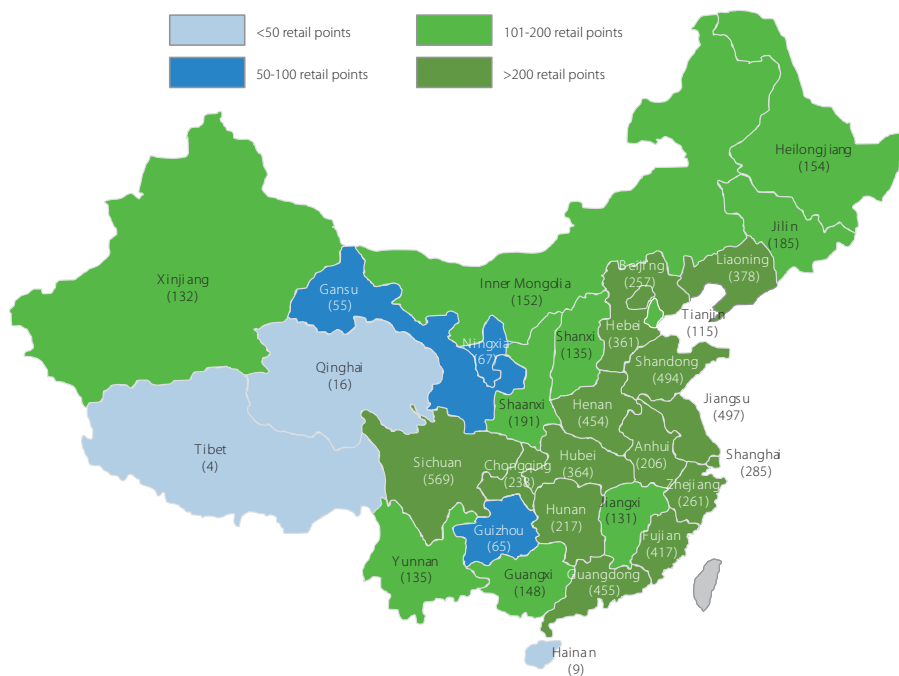 <50 retail points
101-200 retail points
50-100 retail points
>200 retail points
Heilongjiang
(154)
Jilin
(185)
Liaoning
(378)
Beijing
(257)
Xinjiang
(132)
Gansu
(55)
Inner Mongolia
(152)
Tianjin
(115)
Hebei
(361)
Shanxi
(135)
Ningxia
(67)
Qinghai
(16)
Shandong
(494)
Shaanxi
(191)
Henan
(454)
Jiangsu
(497)
Tibet
(4)
Sichuan
(569)
Chongqing
(238)
Hubei
(364)
Anhui
(206)
Shanghai
(285)
Zhejiang
(261)
Hunan
(217)
Jiangxi
(131)
Guizhou
(65)
Fujian
(417)
Yunnan
(135)
Guangxi
(148)
Guangdong
(455)
Hainan
(9)